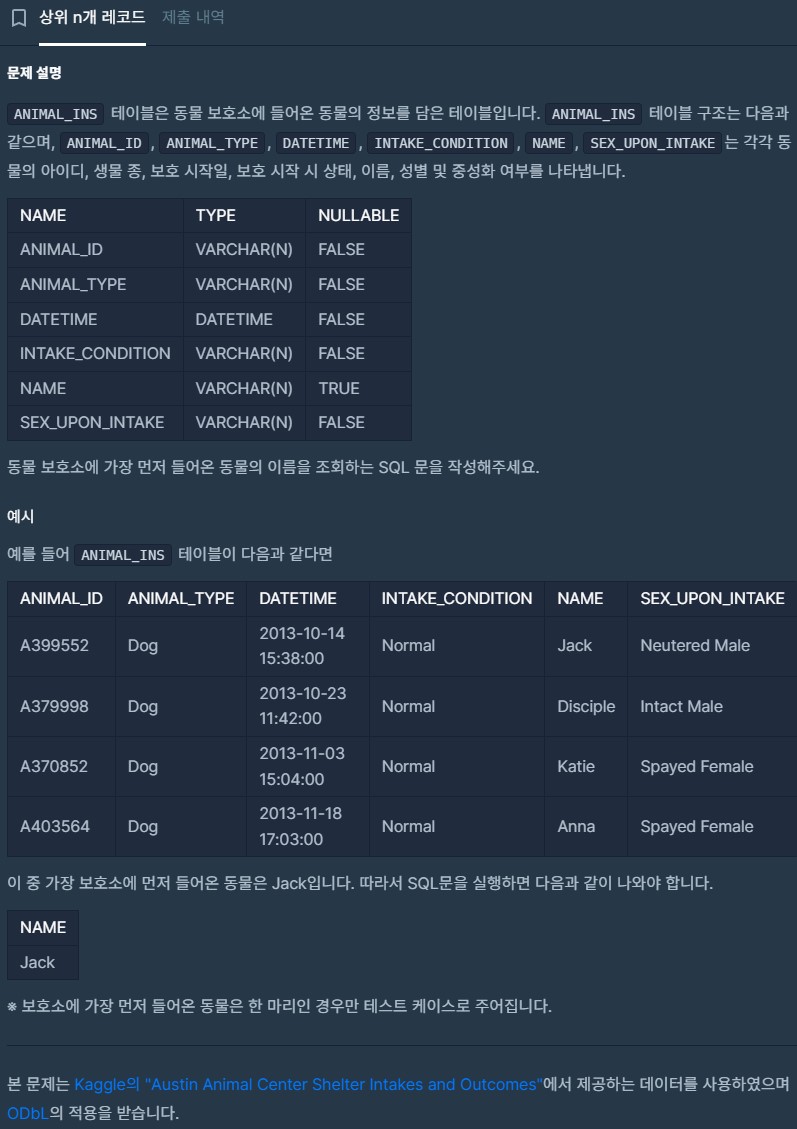 상위 n개 레코드 제출 내역
문제 설명
ANIMAL_INS 테이블은 동물 보호소에 들어온 동물의 정보를 담은 테이블입니다. ANIMAL_INS 테이블 구조는 다음과
같으며, ANIMAL_ID, ANIMAL_TYPE, DATETIME, INTAKE_CONDITION, NAME, SEX_UPON_INTAKE는 각각 동
물의 아이디, 생물 종, 보호 시작일, 보호 시작 시 상태, 이름, 성별 및 중성화 여부를 나타냅니다.
NAME TYPE NULLABLE
ANIMAL_ID VARCHAR(N) FALSE
ANIMAL_TYPE VARCHAR(N) FALSE
DATETIME DATETIME FALSE
INTAKE_CONDITION VARCHAR(N) FALSE
NAME VARCHAR(N) TRUE
SEX_UPON_INTAKE VARCHAR(N) FALSE
동물 보호소에 가장 먼저 들어온 동물의 이름을 조회하는 SQL 문을 작성해주세요.
예시
예를 들어 ANIMAL_INS 테이블이 다음과 같다면
ANIMAL_ID ANIMAL_TYPE DATETIME INTAKE_CONDITION NAME SEX_UPON_INTAKE
A399552 Dog 2013-10-14 15:38:00 Normal Jack Neutered Male
A379998 Dog 2013-10-23 11:42:00 Normal Disciple Intact Male
A370852 Dog 2013-11-03 15:04:00 Normal Katie Spayed Female
A403564 Dog 2013-11-18 17:03:00 Normal Anna Spayed Female
이 중 가장 보호소에 먼저 들어온 동물은 Jack입니다. 따라서 SQL문을 실행하면 다음과 같이 나와야 합니다.
NAME
Jack
※ 보호소에 가장 먼저 들어온 동물은 한 마리인 경우만 테스트 케이스로 주어집니다.
본 문제는 Kaggle의 "Austin Animal Center Shelter Intakes and Outcomes"에서 제공하는 데이터를 사용하였으며
ODbL의 적용을 받습니다.